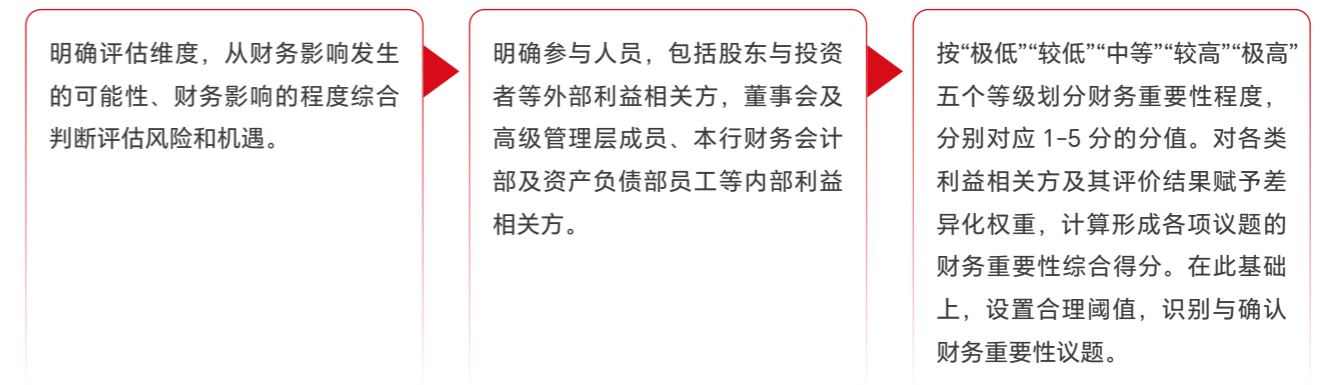 明确评估维度，从财务影响发生
的可能性、财务影响的程度综合
判断评估风险和机遇。
明确参与人员，包括股东与投资
者等外部利益相关方，董事会及
高级管理层成员、本行财务会计
部及资产负债部员工等内部利益
相关方。
按“极低”“较低”“中等”“较高”“极高”
五个等级划分财务重要性程度，
分别对应 1-5 分的分值。对各类
利益相关方及其评价结果赋予差
异化权重，计算形成各项议题的
财务重要性综合得分。在此基础
上，设置合理阈值，识别与确认
财务重要性议题。